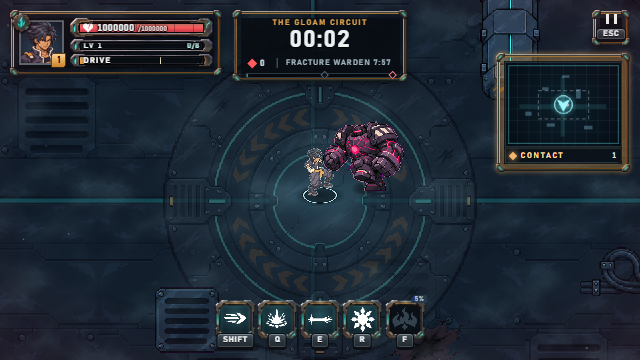 1000000 /1000000
LV 1 0/8
DRIVE
1
THE GLOAM CIRCUIT
00:02
0 | FRACTURE WARDEN 7:57
ESC
CONTACT 1
5%
SHIFT Q E R F